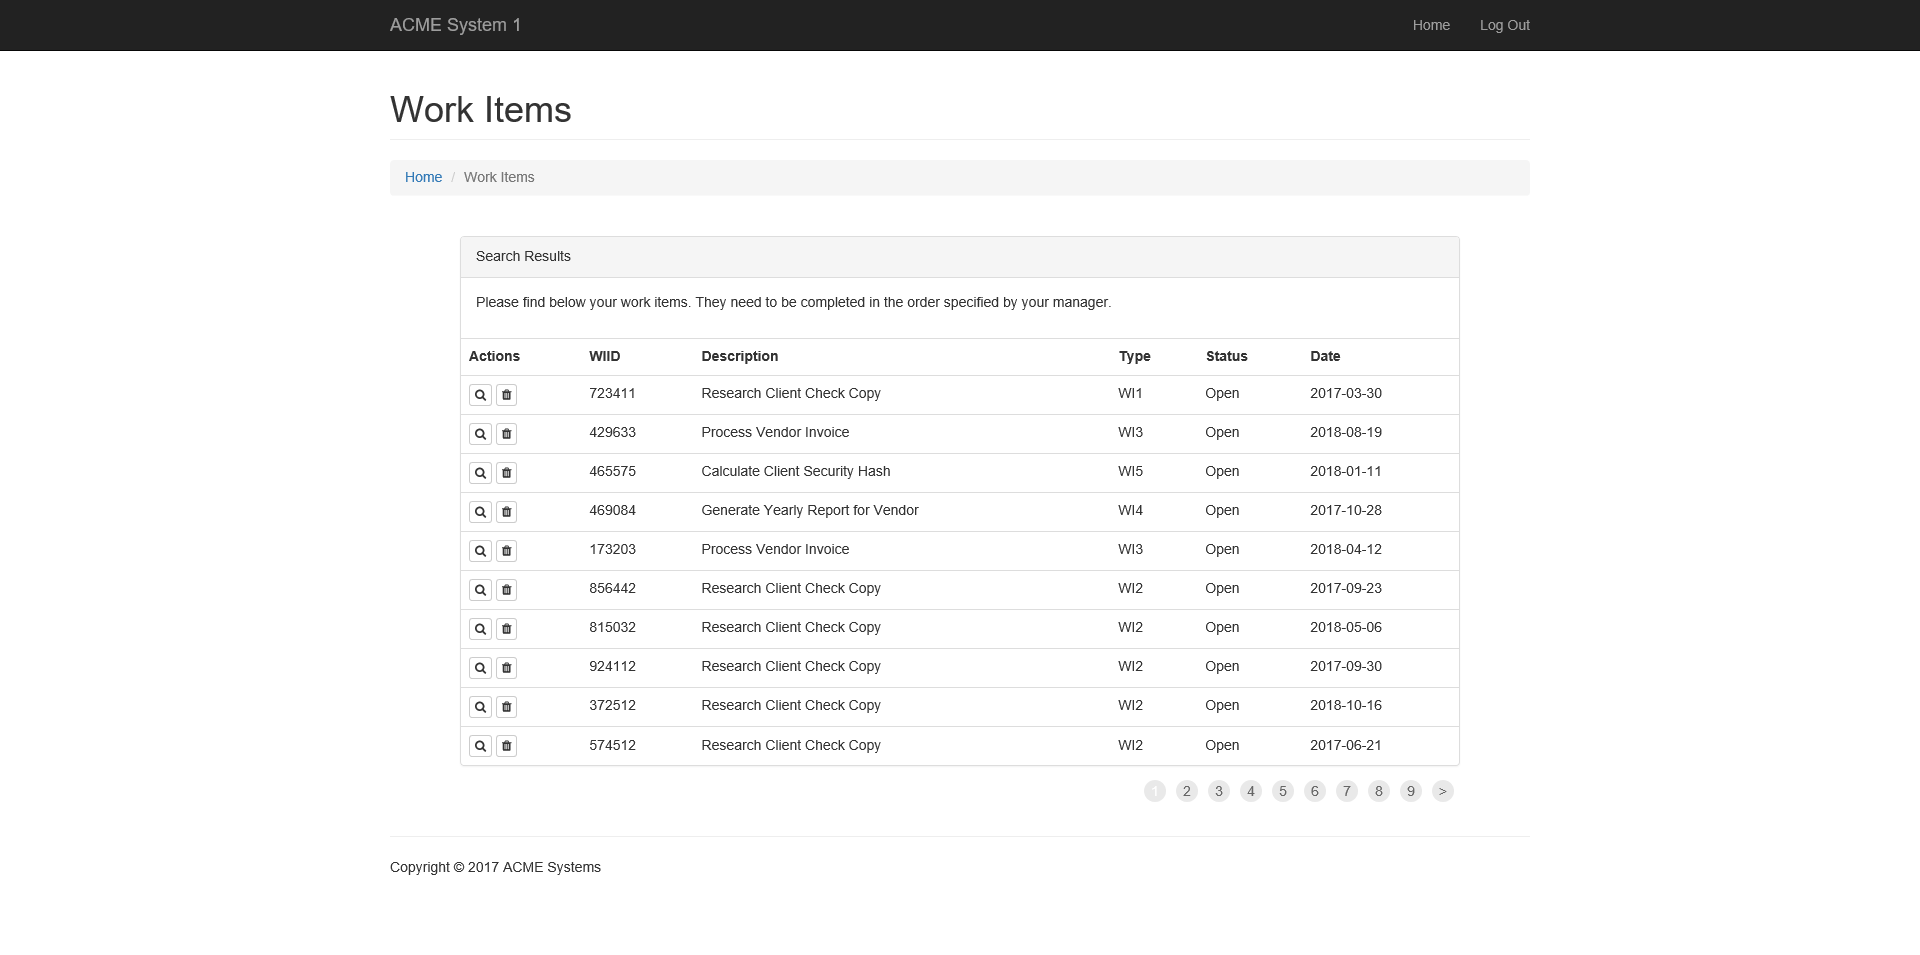 ACME System 1 Home Log Out
Work Items
Home / Work Items
Search Results
Please find below your work items. They need to be completed in the order specified by your manager.
Actions WIID Description Type Status Date
723411 Research Client Check Copy WI1 Open 2017-03-30
429633 Process Vendor Invoice WI3 Open 2018-08-19
465575 Calculate Client Security Hash WI5 Open 2018-01-11
469084 Generate Yearly Report for Vendor WI4 Open 2017-10-28
173203 Process Vendor Invoice WI3 Open 2018-04-12
856442 Research Client Check Copy WI2 Open 2017-09-23
815032 Research Client Check Copy WI2 Open 2018-05-06
924112 Research Client Check Copy WI2 Open 2017-09-30
372512 Research Client Check Copy WI2 Open 2018-10-16
574512 Research Client Check Copy WI2 Open 2017-06-21
1 2 3 4 5 6 7 8 9 >
Copyright © 2017 ACME Systems